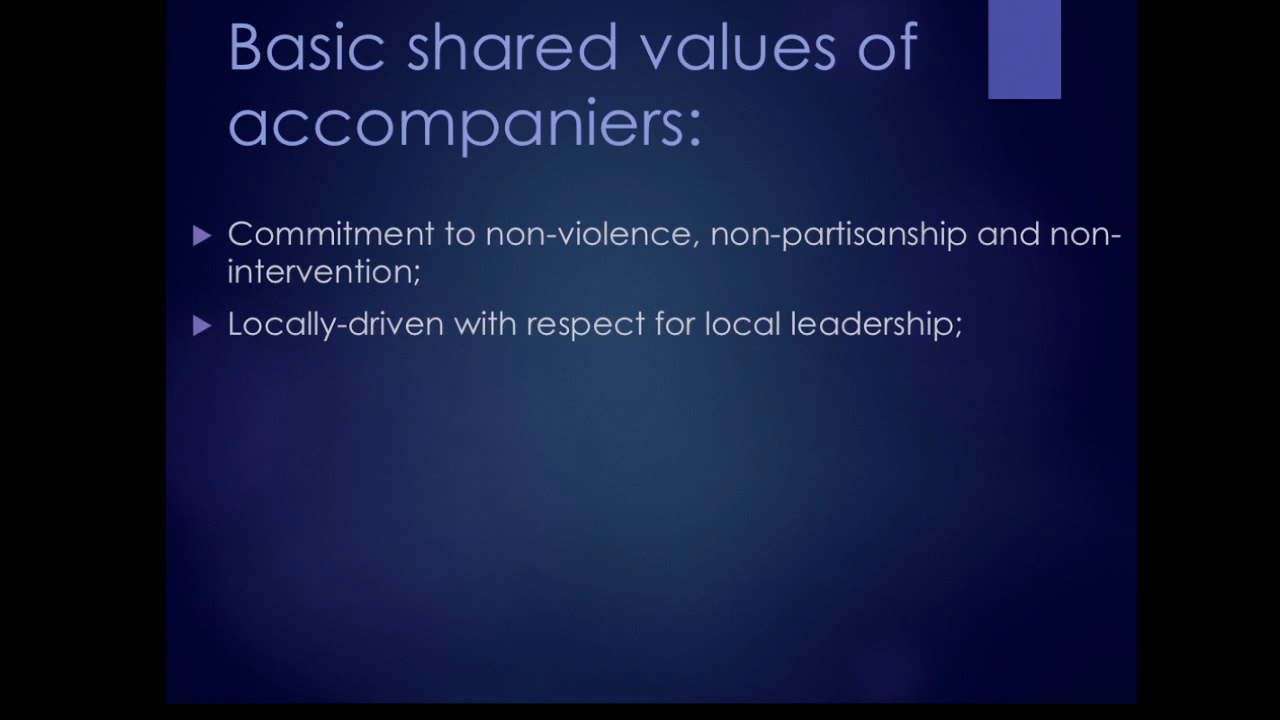 Basic shared values of
accompaniers:
Commitment to non-violence, non-partisanship and non-
intervention;
Locally-driven with respect for local leadership;